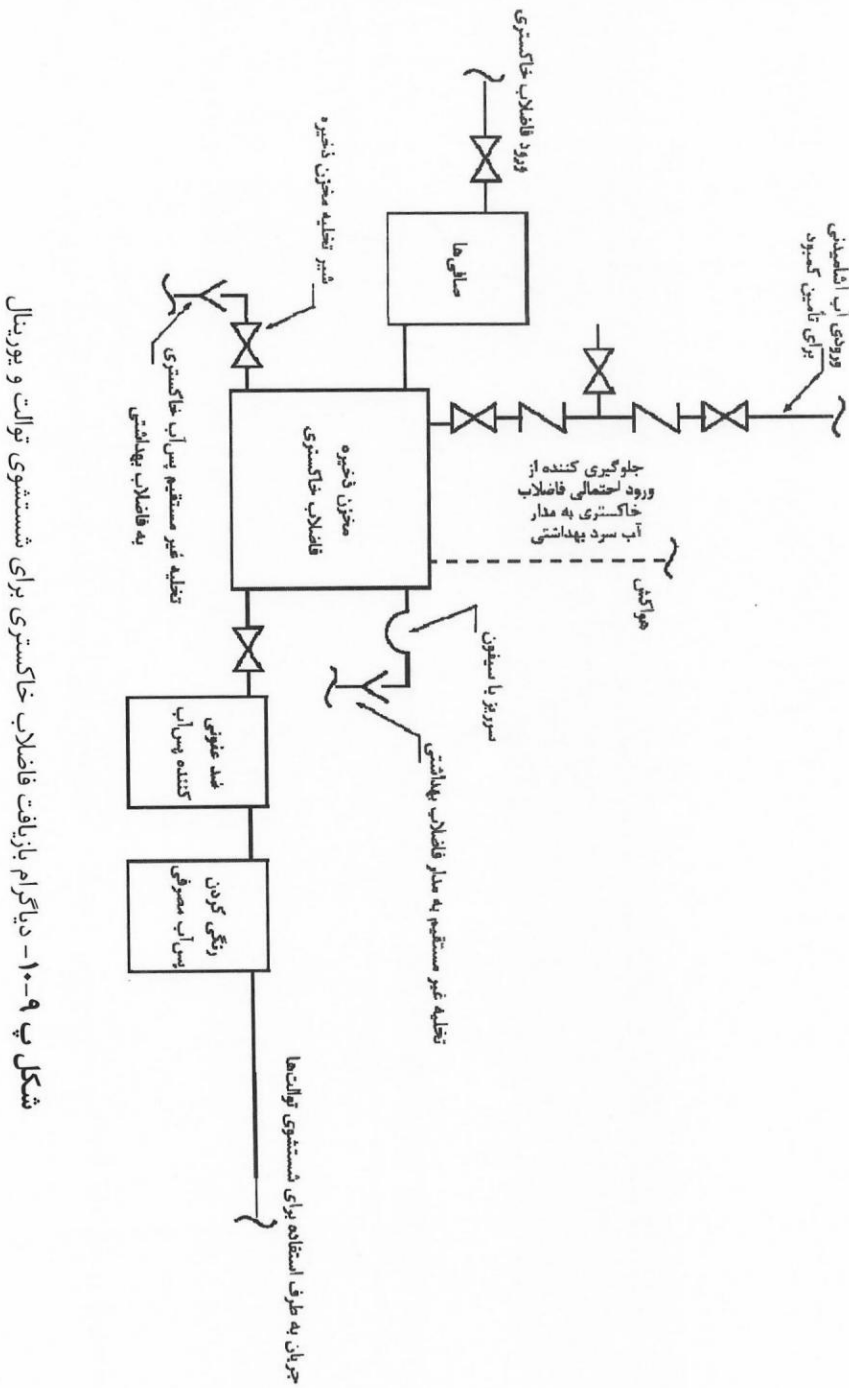 ورودی آب آشامیدنی
برای تأمین کمبود
ورود فاضلاب خاکستری
صافی‌ها
جلوگیری کننده از
ورود احتمالی فاضلاب
خاکستری به مدار
آب سرد بهداشتی
هواکش
شیر تخلیه مخزن ذخیره
مخزن ذخیره
فاضلاب خاکستری
سرریز با سیفون
تخلیه غیر مستقیم پس‌آب خاکستری
به فاضلاب بهداشتی
تخلیه غیر مستقیم به مدار فاضلاب بهداشتی
ضد عفونی
کننده پس‌آب
رنگی کردن
پس‌آب مصرفی
جریان به طرف استفاده برای شستشوی توالت‌ها
شکل پ ۹-۱۰- دیاگرام بازیافت فاضلاب خاکستری برای شستشوی توالت و یورینال